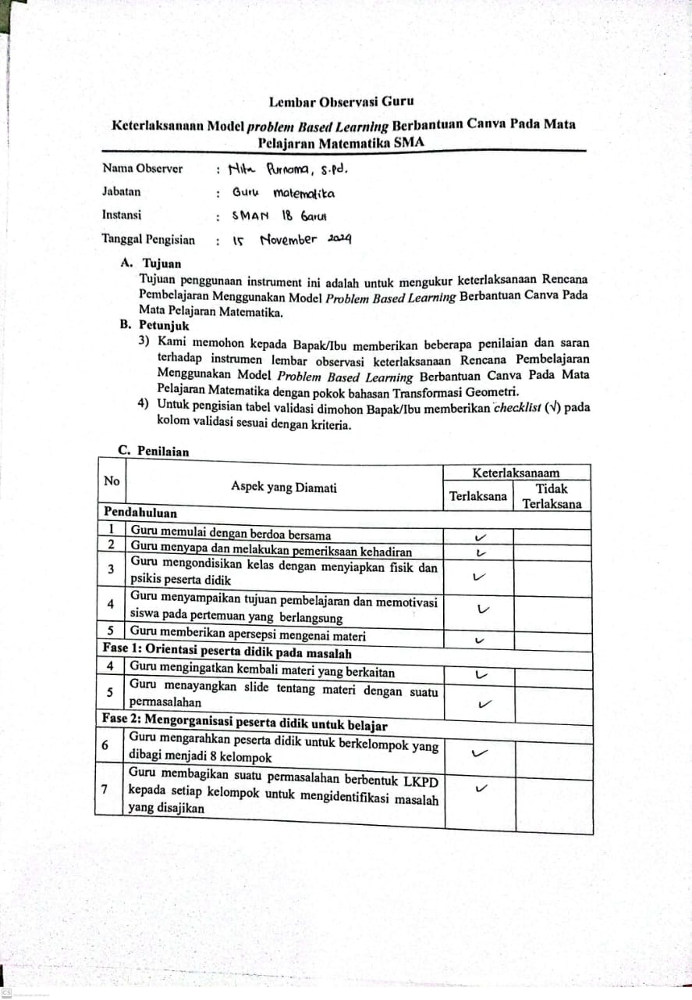 Lembar Observasi Guru
Keterlaksanaan Model problem Based Learning Berbantuan Canva Pada Mata
Pelajaran Matematika SMA
Nama Observer : Nita Purnama, S.Pd.
Jabatan : Guru matematika
Instansi : SMAN 18 Garut
Tanggal Pengisian : 15 November 2024
A. Tujuan
Tujuan penggunaan instrument ini adalah untuk mengukur keterlaksanaan Rencana
Pembelajaran Menggunakan Model Problem Based Learning Berbantuan Canva Pada
Mata Pelajaran Matematika.
B. Petunjuk
3) Kami memohon kepada Bapak/Ibu memberikan beberapa penilaian dan saran
terhadap instrumen lembar observasi keterlaksanaan Rencana Pembelajaran
Menggunakan Model Problem Based Learning Berbantuan Canva Pada Mata
Pelajaran Matematika dengan pokok bahasan Transformasi Geometri.
4) Untuk pengisian tabel validasi dimohon Bapak/Ibu memberikan checklist (√) pada
kolom validasi sesuai dengan kriteria.
C. Penilaian
No Aspek yang Diamati Keterlaksanaam
Terlaksana Tidak
Terlaksana
Pendahuluan
1 Guru memulai dengan berdoa bersama ✓
2 Guru menyapa dan melakukan pemeriksaan kehadiran ✓
3 Guru mengondisikan kelas dengan menyiapkan fisik dan
psikis peserta didik ✓
4 Guru menyampaikan tujuan pembelajaran dan memotivasi
siswa pada pertemuan yang berlangsung ✓
5 Guru memberikan apersepsi mengenai materi ✓
Fase 1: Orientasi peserta didik pada masalah
4 Guru mengingatkan kembali materi yang berkaitan ✓
5 Guru menayangkan slide tentang materi dengan suatu
permasalahan ✓
Fase 2: Mengorganisasi peserta didik untuk belajar
6 Guru mengarahkan peserta didik untuk berkelompok yang
dibagi menjadi 8 kelompok ✓
7 Guru membagikan suatu permasalahan berbentuk LKPD
kepada setiap kelompok untuk mengidentifikasi masalah
yang disajikan ✓
CS